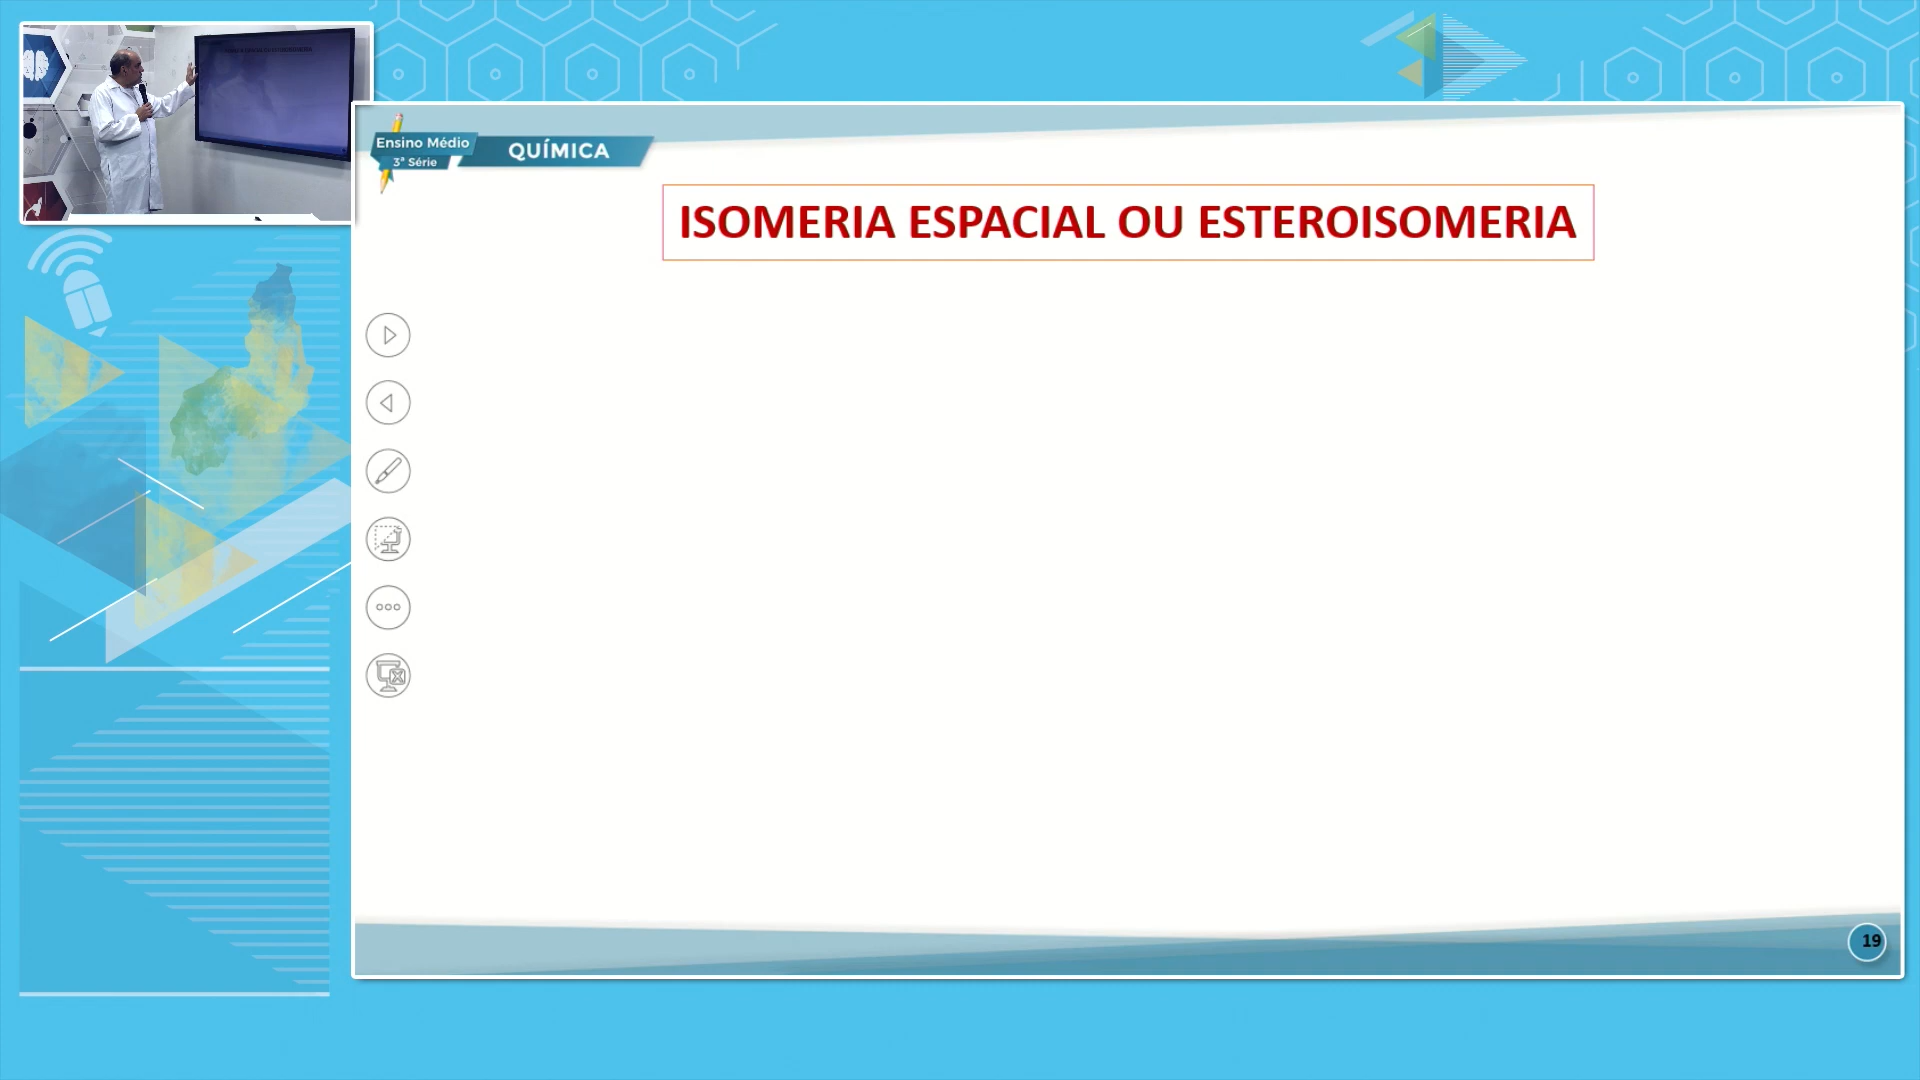 Ensino Médio
3ª Série
QUÍMICA
ISOMERIA ESPACIAL OU ESTEROISOMERIA
19